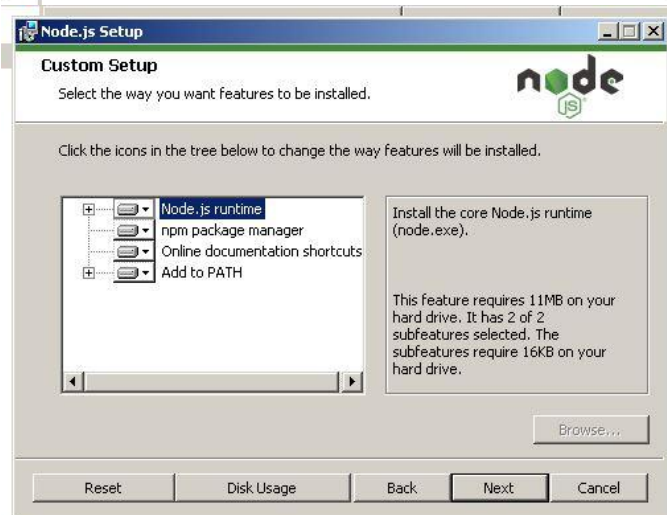 Node.js Setup
Custom Setup
Select the way you want features to be installed.
node
JS
Click the icons in the tree below to change the way features will be installed.
Node.js runtime
npm package manager
Online documentation shortcuts
Add to PATH
Install the core Node.js runtime
(node.exe).
This feature requires 11MB on your
hard drive. It has 2 of 2
subfeatures selected. The
subfeatures require 16KB on your
hard drive.
Browse...
Reset
Disk Usage
Back
Next
Cancel